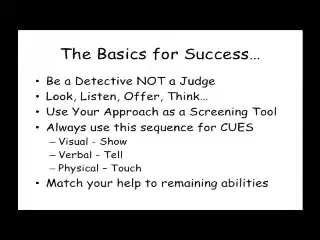 The Basics for Success...
• Be a Detective NOT a Judge
• Look, Listen, Offer, Think...
• Use Your Approach as a Screening Tool
• Always use this sequence for CUES
– Visual - Show
– Verbal - Tell
– Physical – Touch
• Match your help to remaining abilities